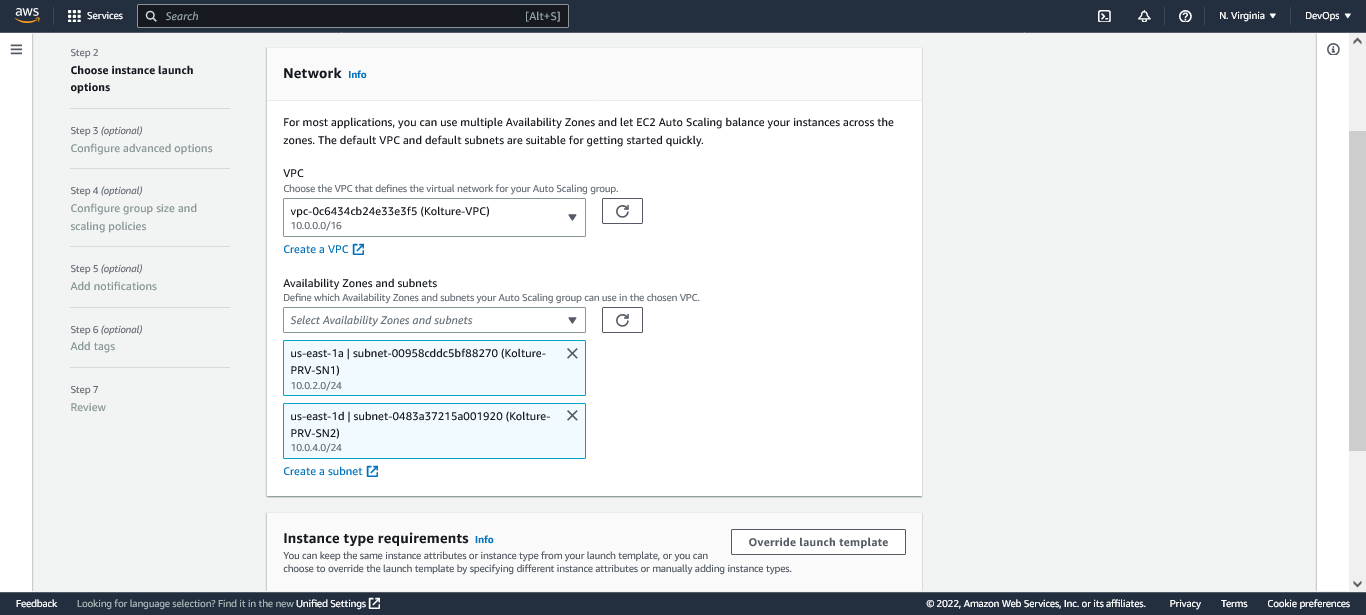 aws
Services
Search
[Alt+S]
N. Virginia
DevOps
Step 2
Choose instance launch
options
Step 3 (optional)
Configure advanced options
Step 4 (optional)
Configure group size and
scaling policies
Step 5 (optional)
Add notifications
Step 6 (optional)
Add tags
Step 7
Review
Network Info
For most applications, you can use multiple Availability Zones and let EC2 Auto Scaling balance your instances across the
zones. The default VPC and default subnets are suitable for getting started quickly.
VPC
Choose the VPC that defines the virtual network for your Auto Scaling group.
vpc-0c6434cb24e33e3f5 (Kolture-VPC)
10.0.0.0/16
Create a VPC
Availability Zones and subnets
Define which Availability Zones and subnets your Auto Scaling group can use in the chosen VPC.
Select Availability Zones and subnets
us-east-1a | subnet-00958cddc5bf88270 (Kolture-
PRV-SN1)
10.0.2.0/24
us-east-1d | subnet-0483a37215a001920 (Kolture-
PRV-SN2)
10.0.4.0/24
Create a subnet
Instance type requirements Info
Override launch template
You can keep the same instance attributes or instance type from your launch template, or you can
choose to override the launch template by specifying different instance attributes or manually adding instance types.
Feedback
Looking for language selection? Find it in the new Unified Settings
© 2022, Amazon Web Services, Inc. or its affiliates.
Privacy
Terms
Cookie preferences